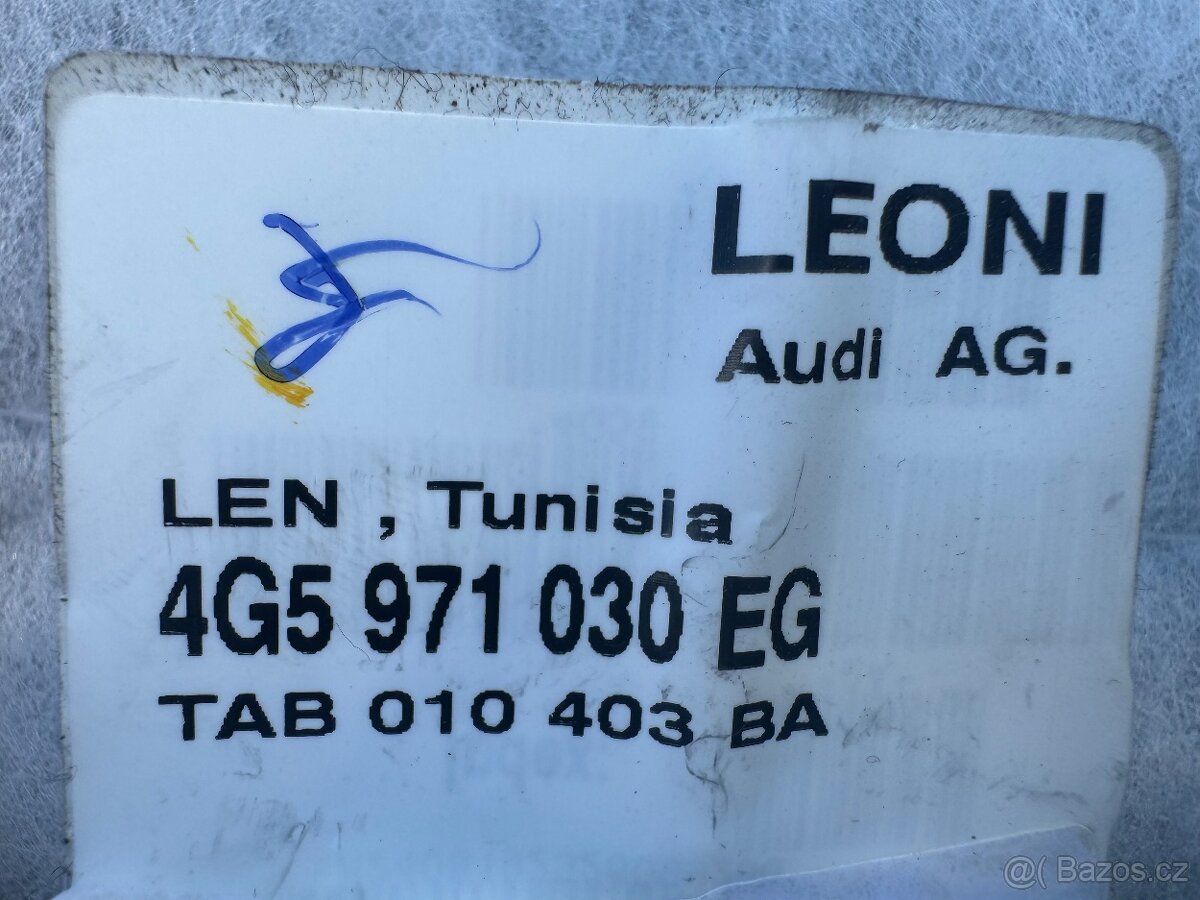 LEONI
Audi AG.
LEN , Tunisia
4G5 971 030 EG
TAB 010 403 BA
@( Bazos.cz